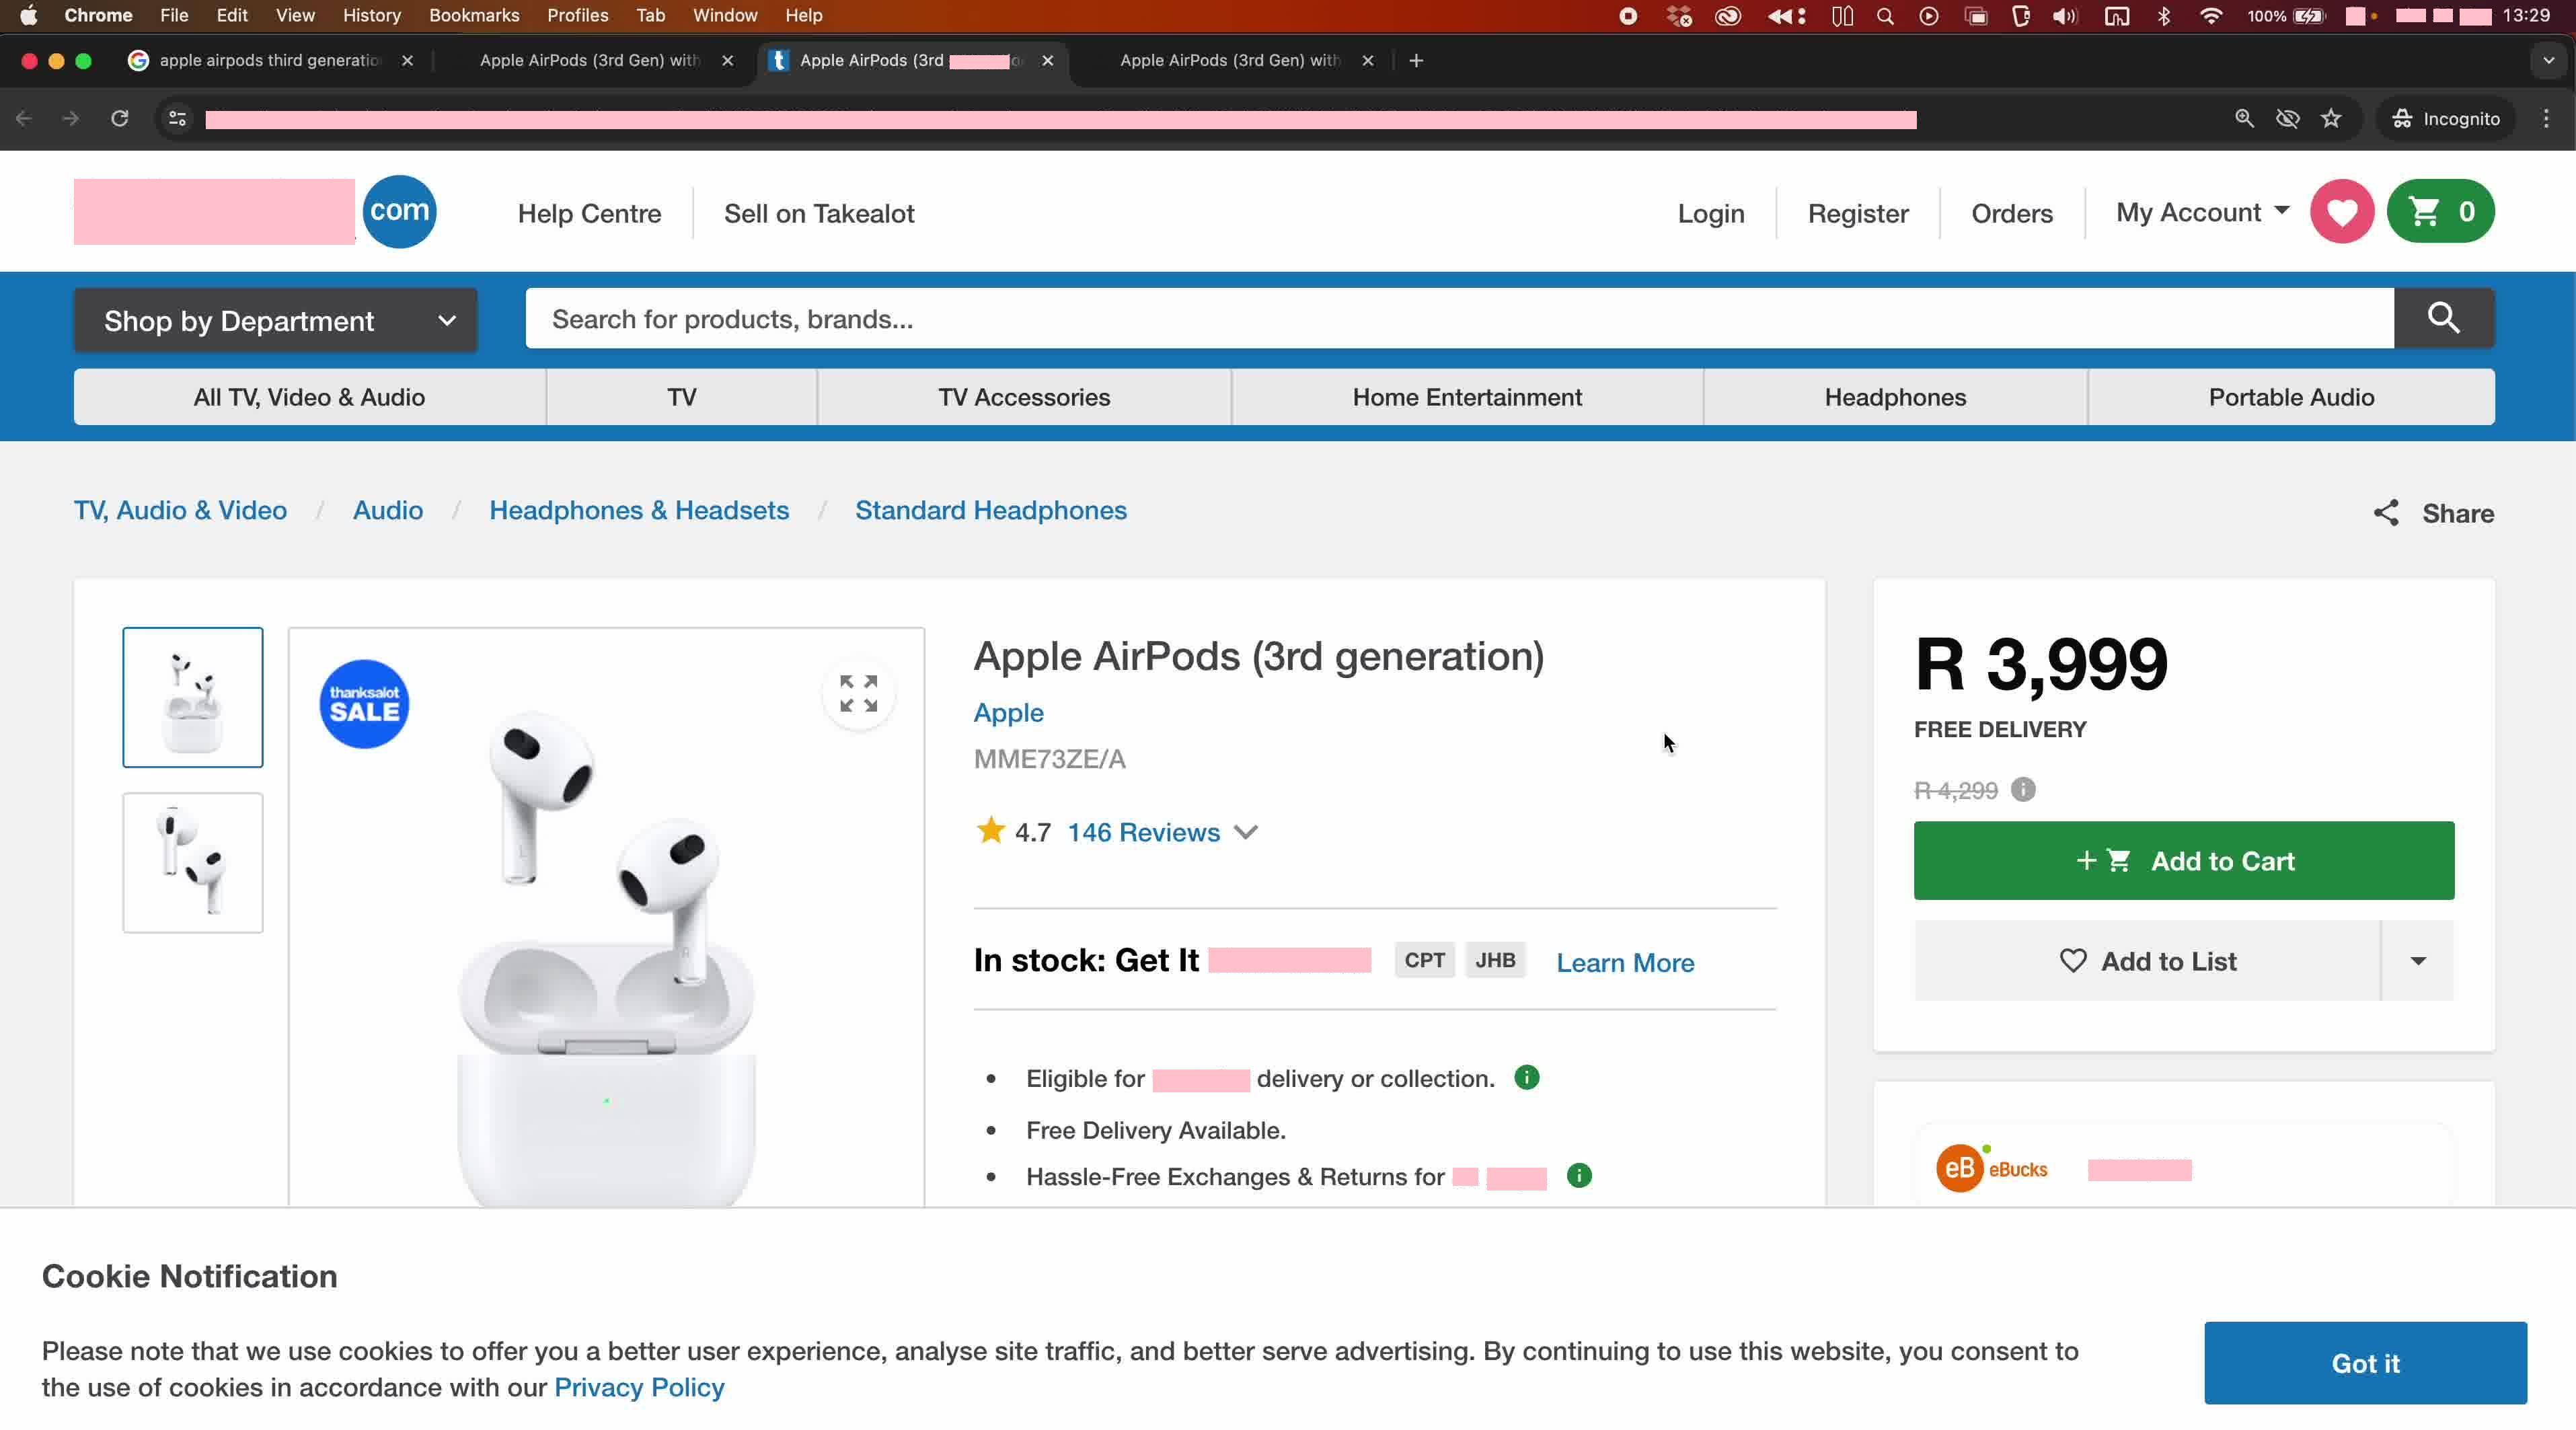 Chrome File Edit View History Bookmarks Profiles Tab Window Help 100% 13:29
apple airpods third generatio Apple AirPods (3rd Gen) with Apple AirPods (3rd Apple AirPods (3rd Gen) with
Incognito
com Help Centre Sell on Takealot Login Register Orders My Account 0
Shop by Department Search for products, brands...
All TV, Video & Audio TV TV Accessories Home Entertainment Headphones Portable Audio
TV, Audio & Video / Audio / Headphones & Headsets / Standard Headphones Share
thanksalot
SALE
Apple AirPods (3rd generation)
Apple
MME73ZE/A
4.7 146 Reviews
In stock: Get It CPT JHB Learn More
• Eligible for delivery or collection.
• Free Delivery Available.
• Hassle-Free Exchanges & Returns for
R 3,999
FREE DELIVERY
R 4,299
+ Add to Cart
Add to List
eB eBucks
Cookie Notification
Please note that we use cookies to offer you a better user experience, analyse site traffic, and better serve advertising. By continuing to use this website, you consent to
the use of cookies in accordance with our Privacy Policy
Got it